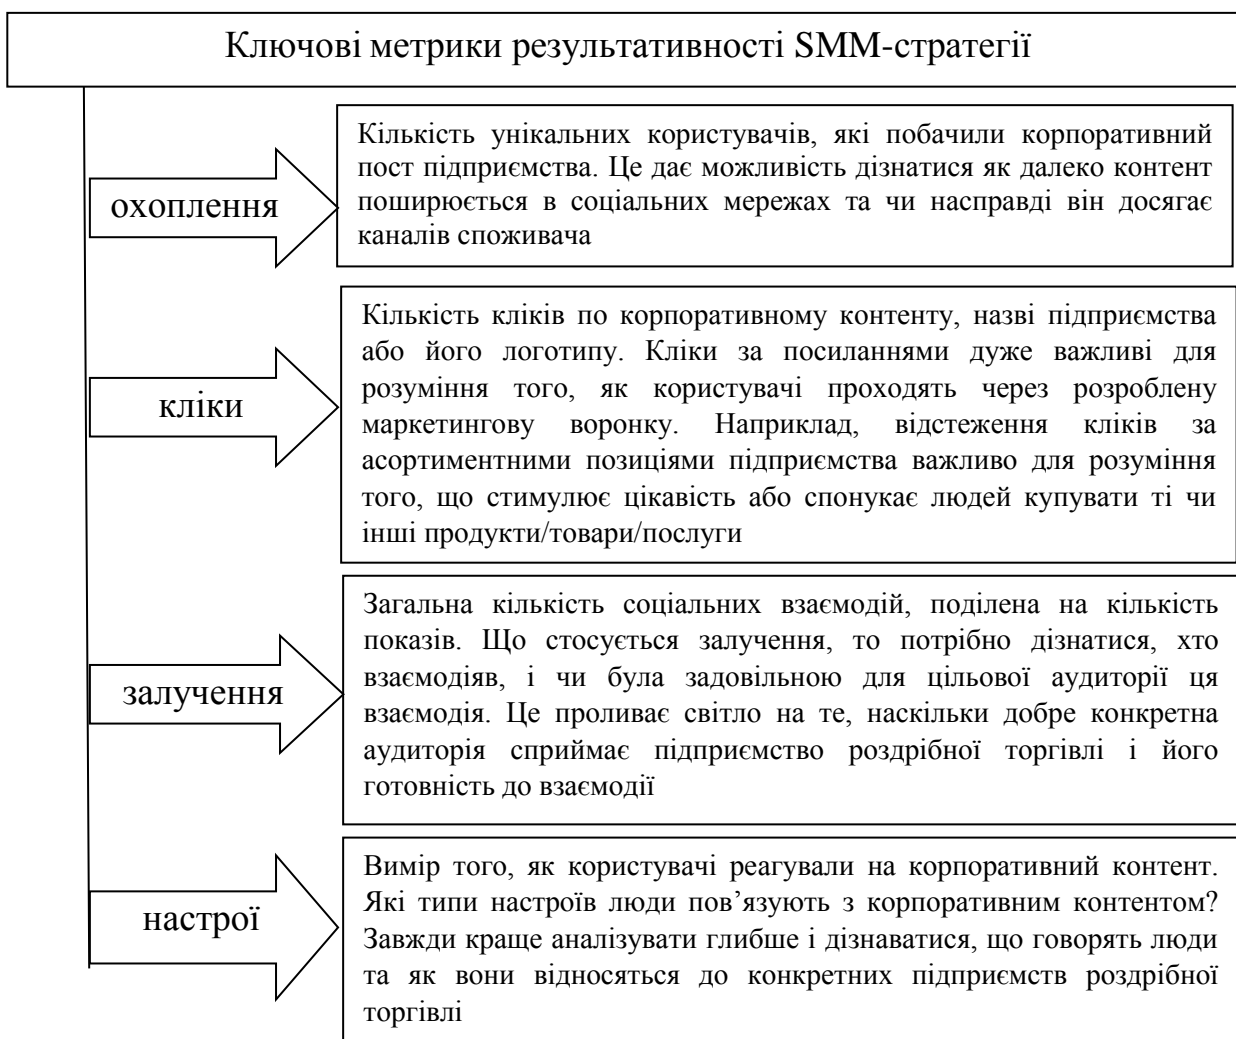 Ключові метрики результативності SMM-стратегії
охоплення
Кількість унікальних користувачів, які побачили корпоративний
пост підприємства. Це дає можливість дізнатися як далеко контент
поширюється в соціальних мережах та чи насправді він досягає
каналів споживача
кліки
Кількість кліків по корпоративному контенту, назві підприємства
або його логотипу. Кліки за посиланнями дуже важливі для
розуміння того, як користувачі проходять через розроблену
маркетингову воронку. Наприклад, відстеження кліків за
асортиментними позиціями підприємства важливо для розуміння
того, що стимулює цікавість або спонукає людей купувати ті чи
інші продукти/товари/послуги
залучення
Загальна кількість соціальних взаємодій, поділена на кількість
показів. Що стосується залучення, то потрібно дізнатися, хто
взаємодіяв, і чи була задовільною для цільової аудиторії ця
взаємодія. Це проливає світло на те, наскільки добре конкретна
аудиторія сприймає підприємство роздрібної торгівлі і його
готовність до взаємодії
настрої
Вимір того, як користувачі реагували на корпоративний контент.
Які типи настроїв люди пов’язують з корпоративним контентом?
Завжди краще аналізувати глибше і дізнаватися, що говорять люди
та як вони відносяться до конкретних підприємств роздрібної
торгівлі